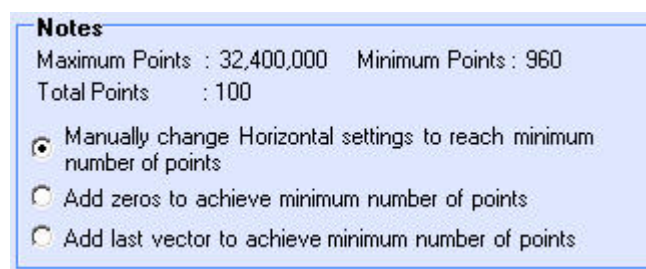 Notes
Maximum Points : 32,400,000 Minimum Points : 960
Total Points : 100
Manually change Horizontal settings to reach minimum
number of points
Add zeros to achieve minimum number of points
Add last vector to achieve minimum number of points